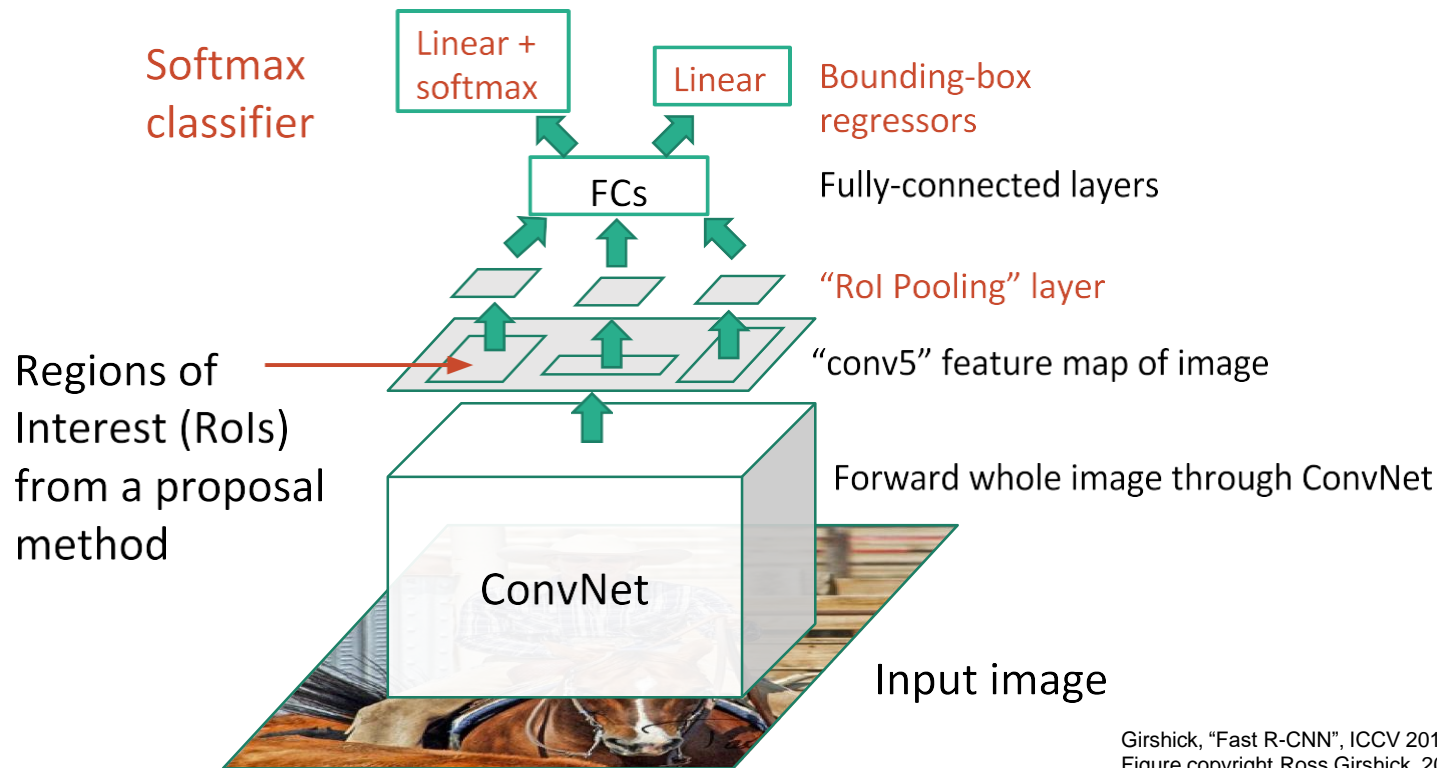 Softmax
classifier
Linear +
softmax
Linear
Bounding-box
regressors
FCs
Fully-connected layers
“RoI Pooling” layer
Regions of
Interest (RoIs)
from a proposal
method
“conv5” feature map of image
Forward whole image through ConvNet
ConvNet
Input image
Girshick, “Fast R-CNN”, ICCV 201
Figure copyright Ross Girshick, 20